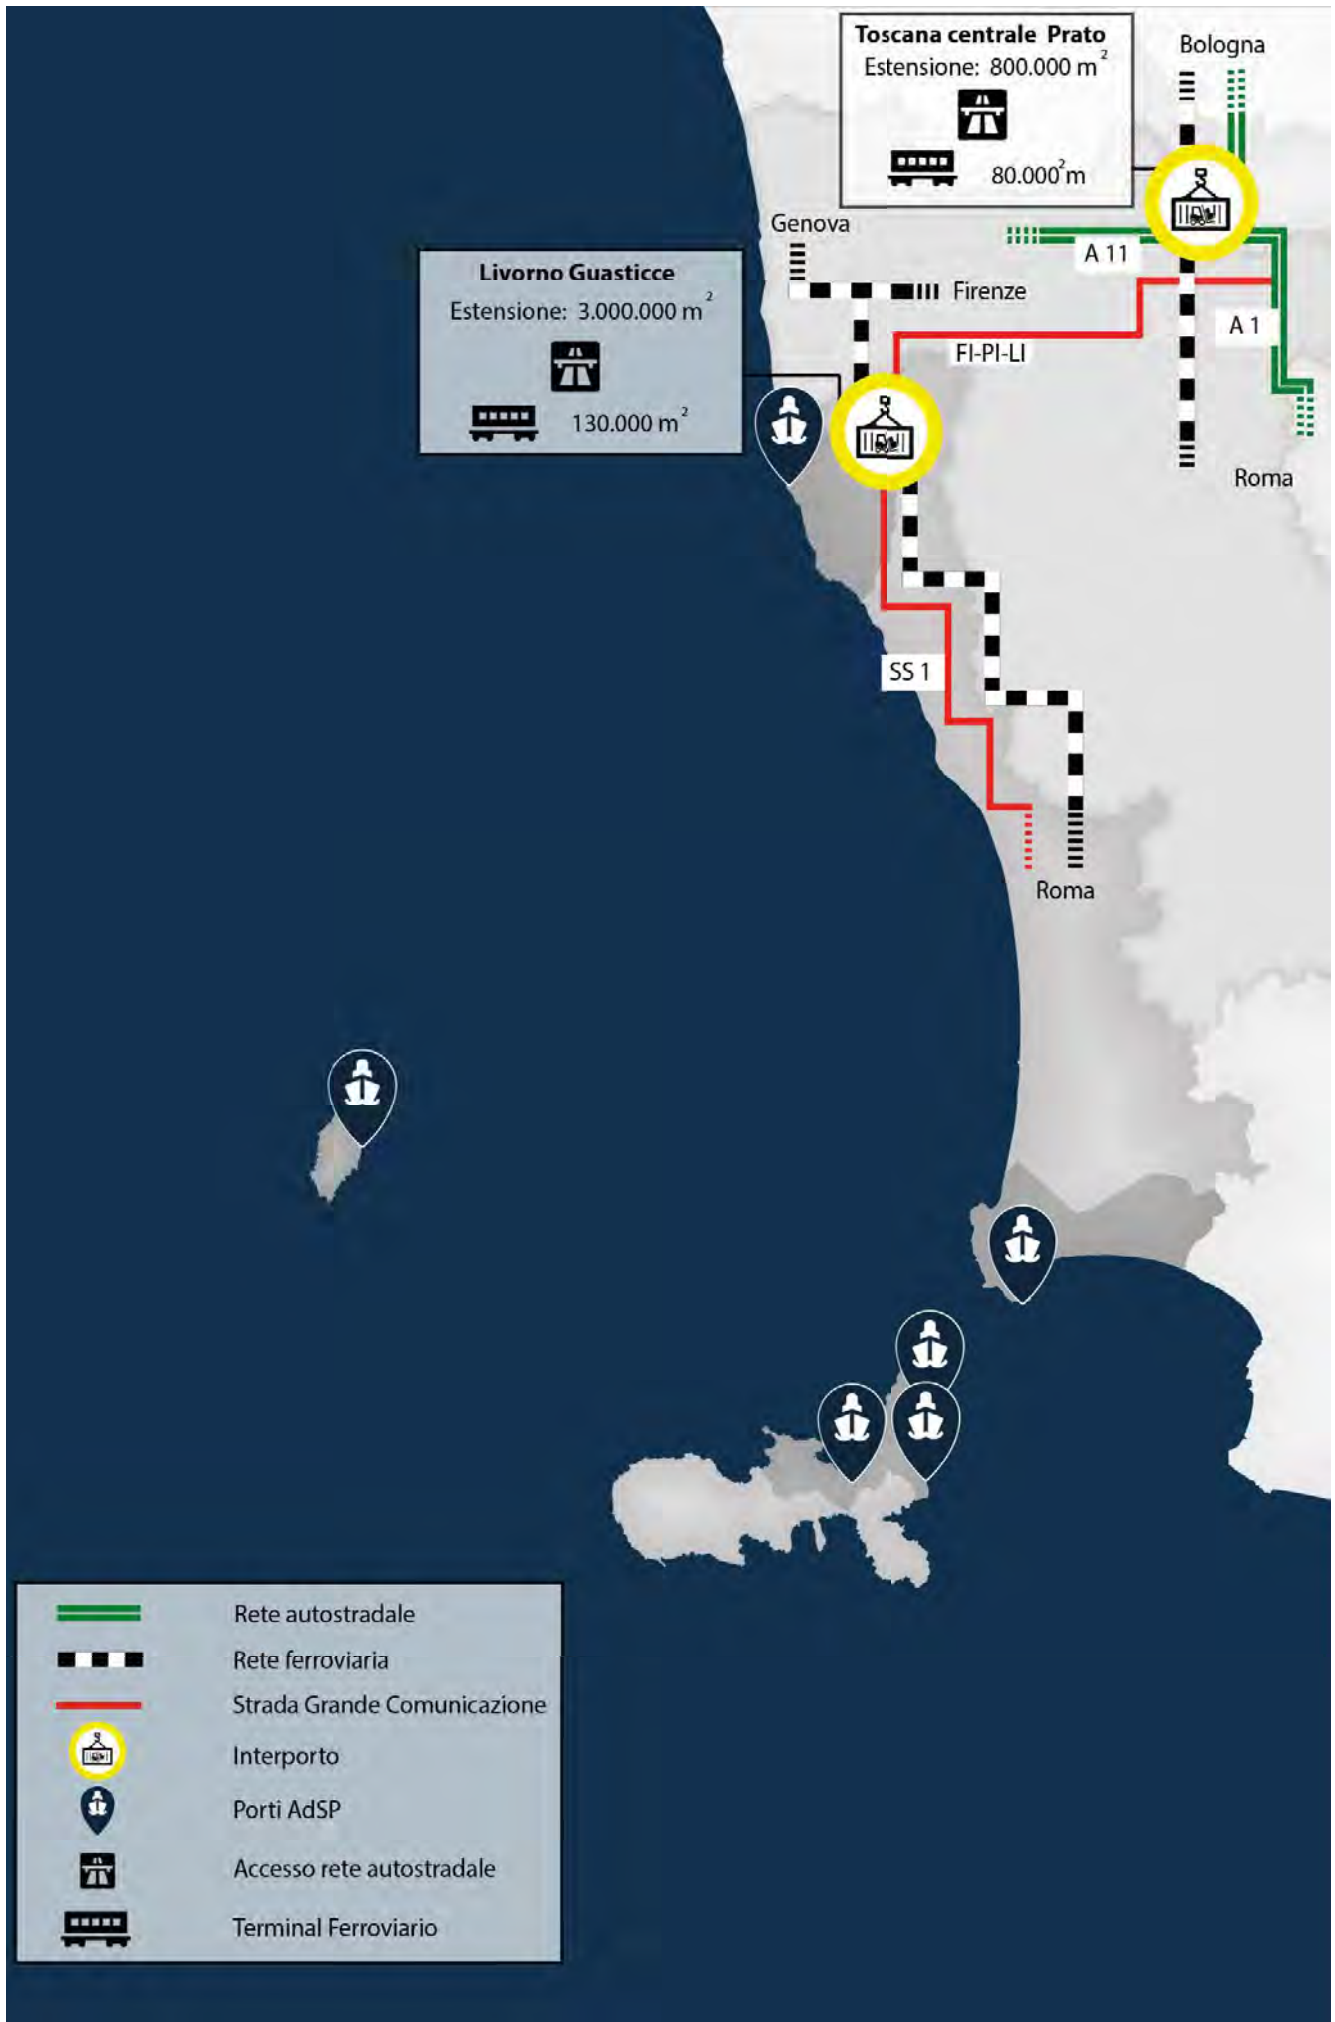 Toscana centrale Prato
Estensione: 800.000 m²
80.000²m
Bologna
Genova
A 11
Livorno Guasticce
Estensione: 3.000.000 m²
130.000 m²
Firenze
A 1
FI-PI-LI
Roma
SS 1
Roma
Rete autostradale
Rete ferroviaria
Strada Grande Comunicazione
Interporto
Porti AdSP
Accesso rete autostradale
Terminal Ferroviario